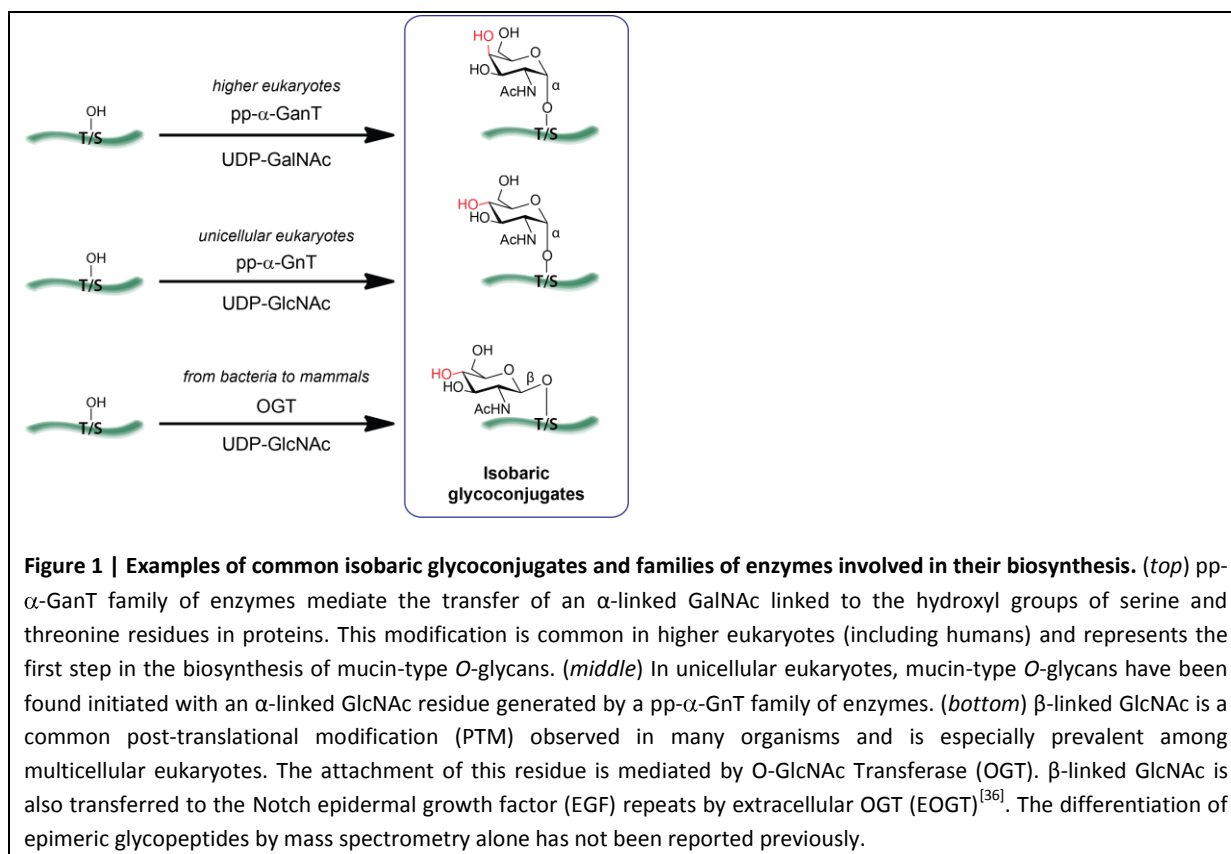 HO OH
O
HO
AcHN α
O
T/S
higher eukaryotes
OH
pp-α-GanT
T/S
UDP-GalNAc
OH
HO O
HO
AcHN α
O
T/S
unicellular eukaryotes
OH
pp-α-GnT
T/S
UDP-GlcNAc
OH
HO O β O
HO
AcHN
T/S
from bacteria to mammals
OH
OGT
T/S
UDP-GlcNAc
Isobaric
glycoconjugates
Figure 1 | Examples of common isobaric glycoconjugates and families of enzymes involved in their biosynthesis. (top) pp-
α-GanT family of enzymes mediate the transfer of an α-linked GalNAc linked to the hydroxyl groups of serine and
threonine residues in proteins. This modification is common in higher eukaryotes (including humans) and represents the
first step in the biosynthesis of mucin-type O-glycans. (middle) In unicellular eukaryotes, mucin-type O-glycans have been
found initiated with an α-linked GlcNAc residue generated by a pp-α-GnT family of enzymes. (bottom) β-linked GlcNAc is a
common post-translational modification (PTM) observed in many organisms and is especially prevalent among
multicellular eukaryotes. The attachment of this residue is mediated by O-GlcNAc Transferase (OGT). β-linked GlcNAc is
also transferred to the Notch epidermal growth factor (EGF) repeats by extracellular OGT (EOGT)[36]. The differentiation of
epimeric glycopeptides by mass spectrometry alone has not been reported previously.